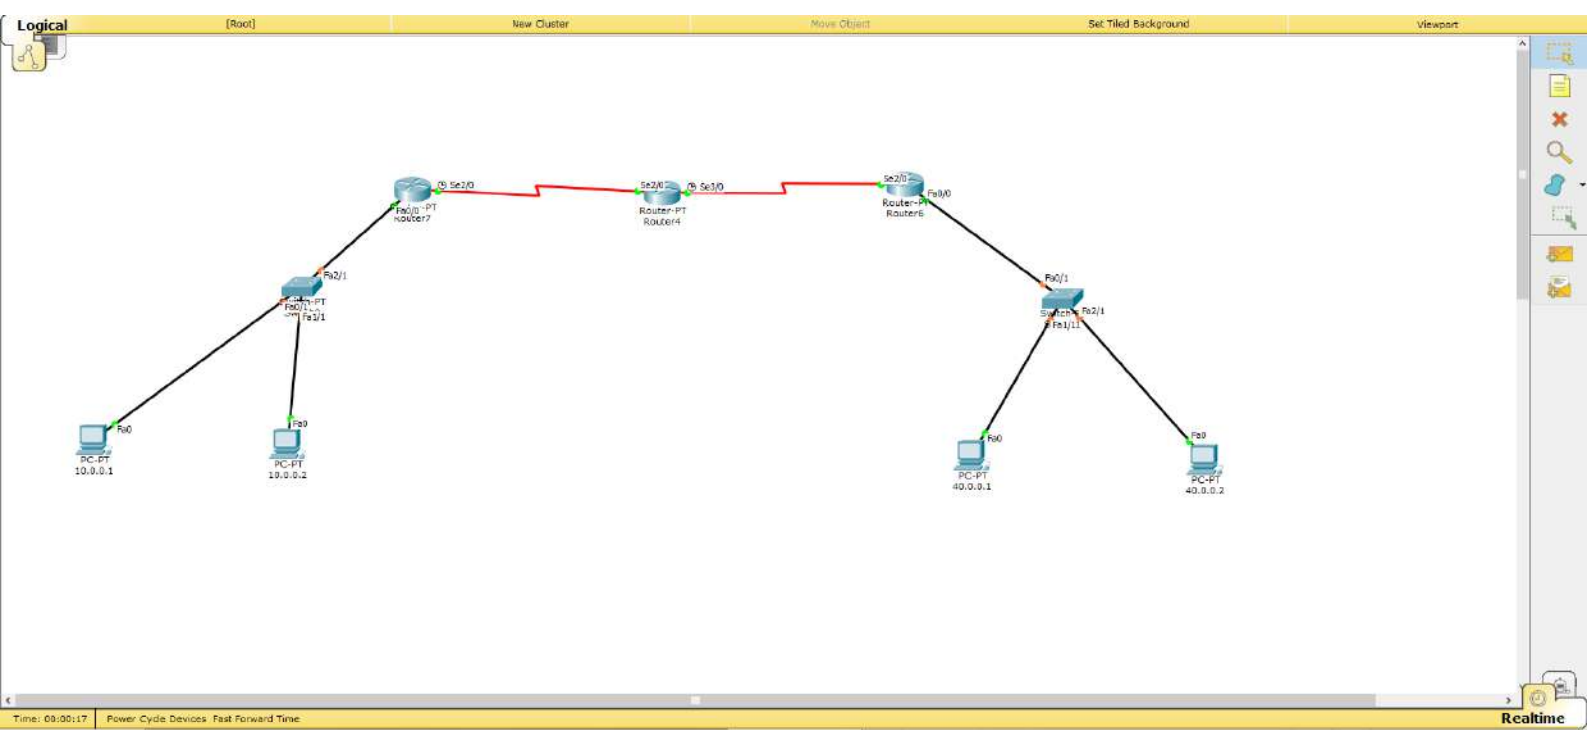 Logical
[Root]
New Cluster
Move Object
Set Tiled Background
Viewport
Se2/0
Se2/0
Se3/0
Se2/0
Fa0/0
Fa0/0
-PT
Router7
Router-PT
Router4
Router-PT
Router6
Fa2/1
Fa0/1
-PT
Fa1/1
Fa0/1
Switch
Fa2/1
Fa1/1
Fa0
PC-PT
10.0.0.1
Fa0
PC-PT
10.0.0.2
Fa0
PC-PT
40.0.0.1
Fa0
PC-PT
40.0.0.2
Time: 00:00:17
Power Cycle Devices Fast Forward Time
Realtime